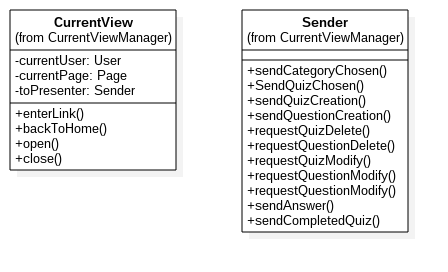 CurrentView
(from CurrentViewManager)
-currentUser: User
-currentPage: Page
-toPresenter: Sender
+enterLink()
+backToHome()
+open()
+close()
Sender
(from CurrentViewManager)
+sendCategoryChosen()
+SendQuizChosen()
+sendQuizCreation()
+sendQuestionCreation()
+requestQuizDelete()
+requestQuestionDelete()
+requestQuizModify()
+requestQuestionModify()
+requestQuestionModify()
+sendAnswer()
+sendCompletedQuiz()